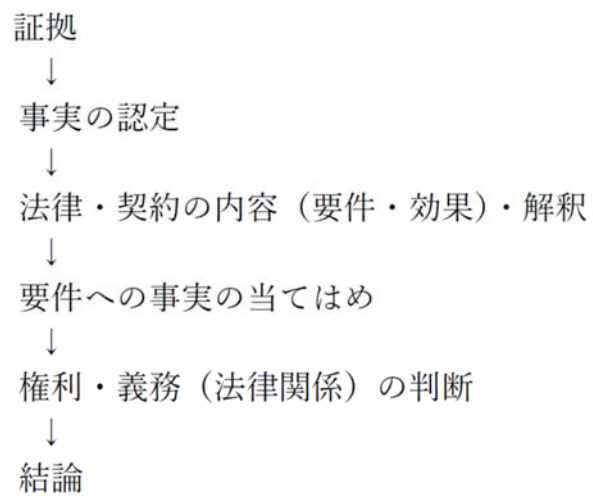 証拠
↓
事実の認定
↓
法律・契約の内容（要件・効果）・解釈
↓
要件への事実の当てはめ
↓
権利・義務（法律関係）の判断
↓
結論